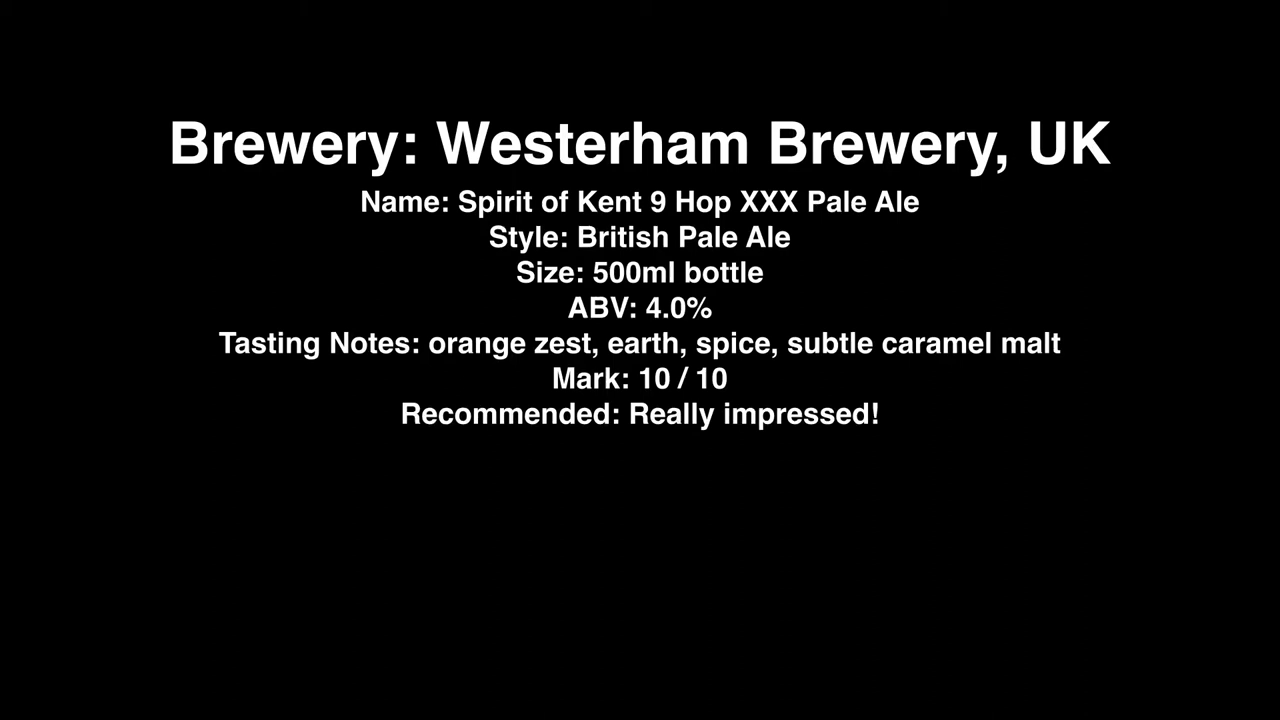 Brewery: Westerham Brewery, UK
Name: Spirit of Kent 9 Hop XXX Pale Ale
Style: British Pale Ale
Size: 500ml bottle
ABV: 4.0%
Tasting Notes: orange zest, earth, spice, subtle caramel malt
Mark: 10 / 10
Recommended: Really impressed!